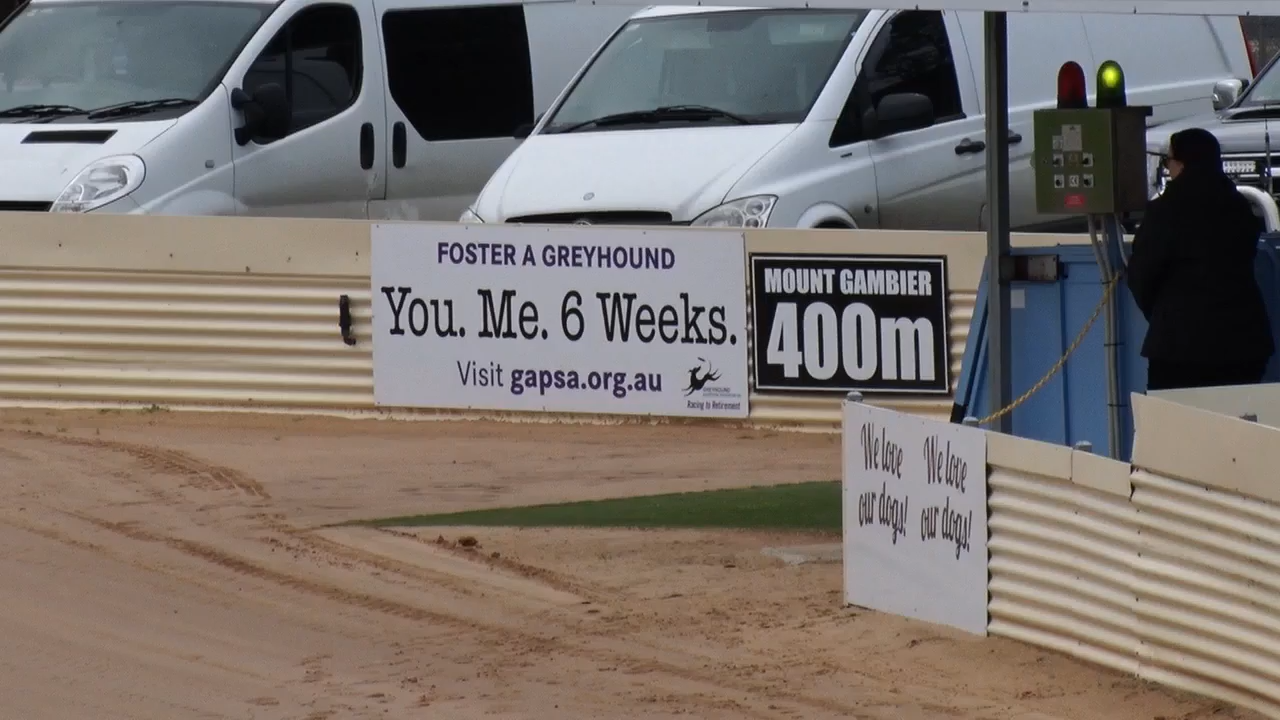 FOSTER A GREYHOUND
You. Me. 6 Weeks.
Visit gapsa.org.au
GREYHOUND
Racing to Retirement
MOUNT GAMBIER
400m
We love
our dogs!
We love
our dogs!